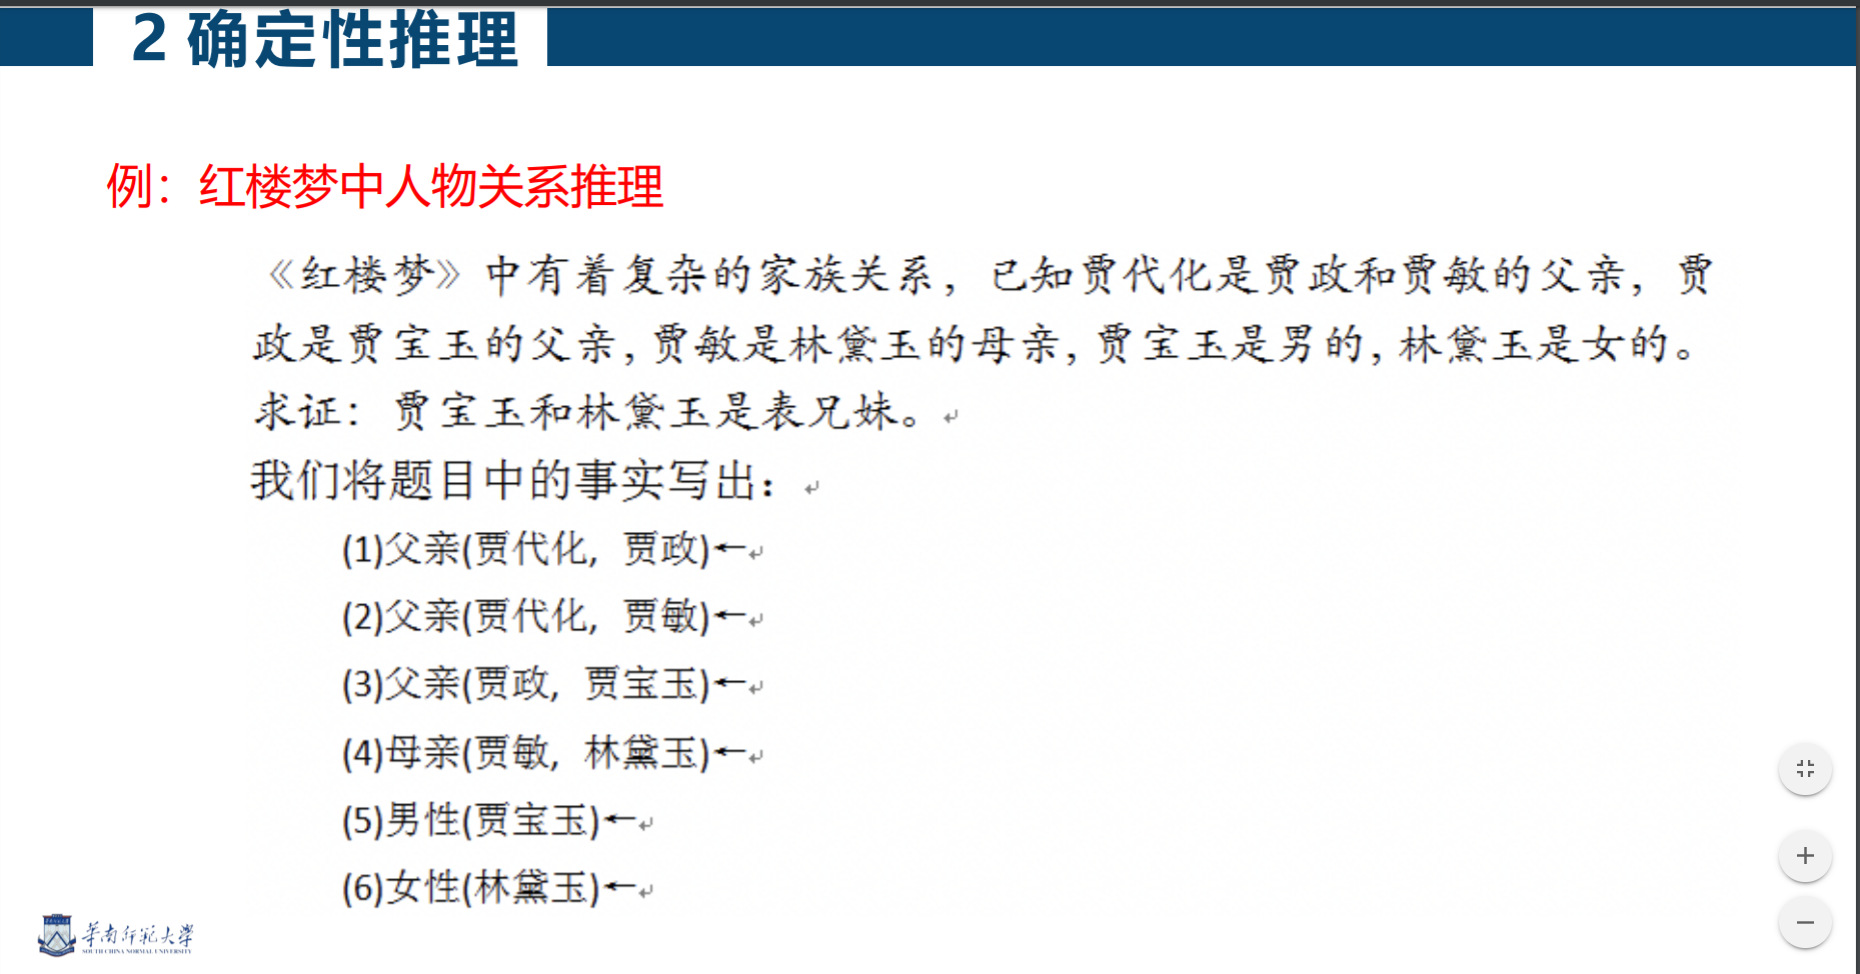 2 确定性推理
例：红楼梦中人物关系推理
《红楼梦》中有着复杂的家族关系，已知贾代化是贾政和贾敏的父亲，贾
政是贾宝玉的父亲，贾敏是林黛玉的母亲，贾宝玉是男的，林黛玉是女的。
求证：贾宝玉和林黛玉是表兄妹。↵
我们将题目中的事实写出：↵
(1)父亲(贾代化，贾政)←↵
(2)父亲(贾代化，贾敏)←↵
(3)父亲(贾政，贾宝玉)←↵
(4)母亲(贾敏，林黛玉)←↵
(5)男性(贾宝玉)←↵
(6)女性(林黛玉)←↵
華南師範大學
SOUTH CHINA NORMAL UNIVERSITY